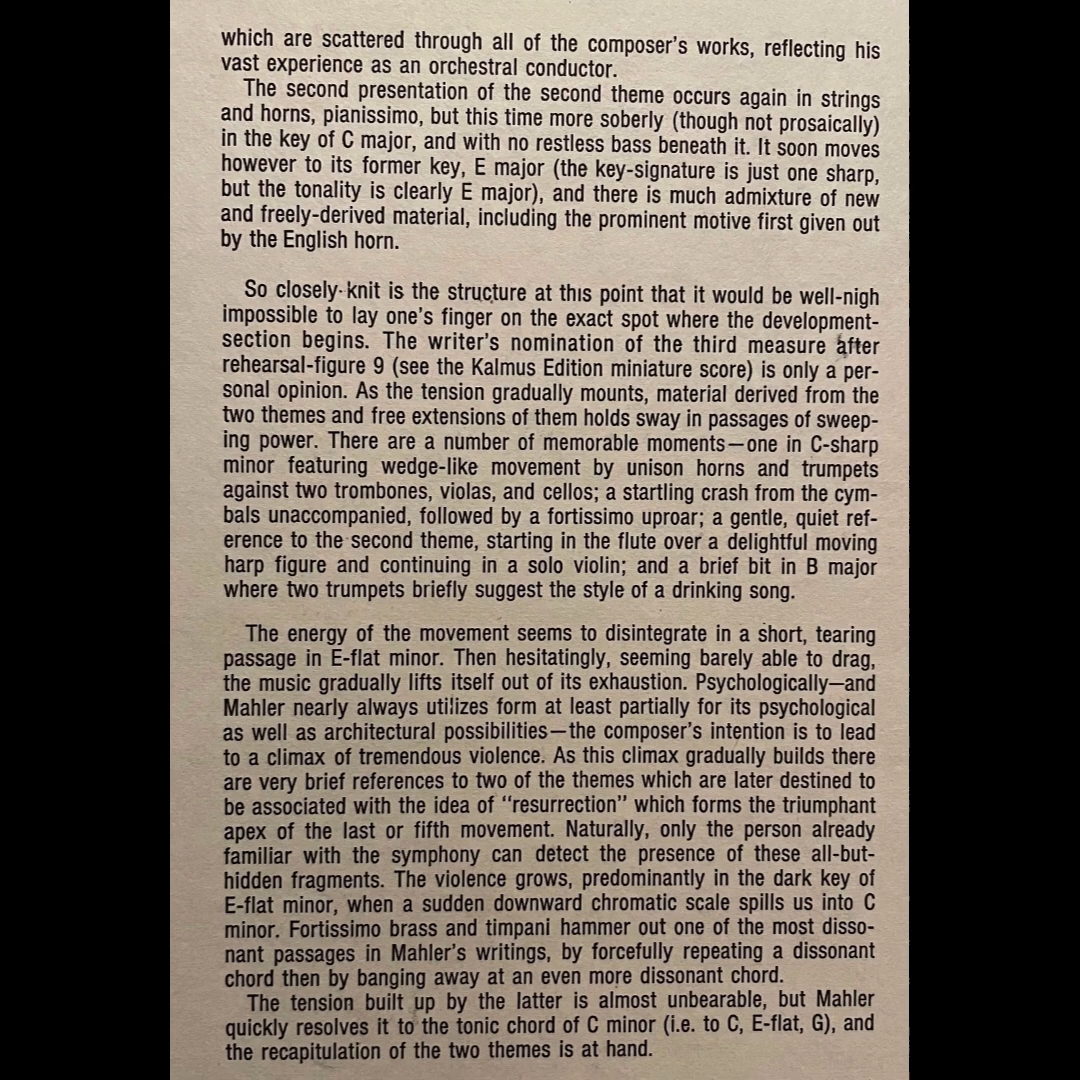 which are scattered through all of the composer's works, reflecting his
vast experience as an orchestral conductor.
The second presentation of the second theme occurs again in strings
and horns, pianissimo, but this time more soberly (though not prosaically)
in the key of C major, and with no restless bass beneath it. It soon moves
however to its former key, E major (the key-signature is just one sharp,
but the tonality is clearly E major), and there is much admixture of new
and freely-derived material, including the prominent motive first given out
by the English horn.
So closely-knit is the structure at this point that it would be well-nigh
impossible to lay one's finger on the exact spot where the development-
section begins. The writer's nomination of the third measure after
rehearsal-figure 9 (see the Kalmus Edition miniature score) is only a per-
sonal opinion. As the tension gradually mounts, material derived from the
two themes and free extensions of them holds sway in passages of sweep-
ing power. There are a number of memorable moments—one in C-sharp
minor featuring wedge-like movement by unison horns and trumpets
against two trombones, violas, and cellos; a startling crash from the cym-
bals unaccompanied, followed by a fortissimo uproar; a gentle, quiet ref-
erence to the second theme, starting in the flute over a delightful moving
harp figure and continuing in a solo violin; and a brief bit in B major
where two trumpets briefly suggest the style of a drinking song.
The energy of the movement seems to disintegrate in a short, tearing
passage in E-flat minor. Then hesitatingly, seeming barely able to drag,
the music gradually lifts itself out of its exhaustion. Psychologically—and
Mahler nearly always utilizes form at least partially for its psychological
as well as architectural possibilities—the composer's intention is to lead
to a climax of tremendous violence. As this climax gradually builds there
are very brief references to two of the themes which are later destined to
be associated with the idea of "resurrection" which forms the triumphant
apex of the last or fifth movement. Naturally, only the person already
familiar with the symphony can detect the presence of these all-but-
hidden fragments. The violence grows, predominantly in the dark key of
E-flat minor, when a sudden downward chromatic scale spills us into C
minor. Fortissimo brass and timpani hammer out one of the most disso-
nant passages in Mahler's writings, by forcefully repeating a dissonant
chord then by banging away at an even more dissonant chord.
The tension built up by the latter is almost unbearable, but Mahler
quickly resolves it to the tonic chord of C minor (i.e. to C, E-flat, G), and
the recapitulation of the two themes is at hand.